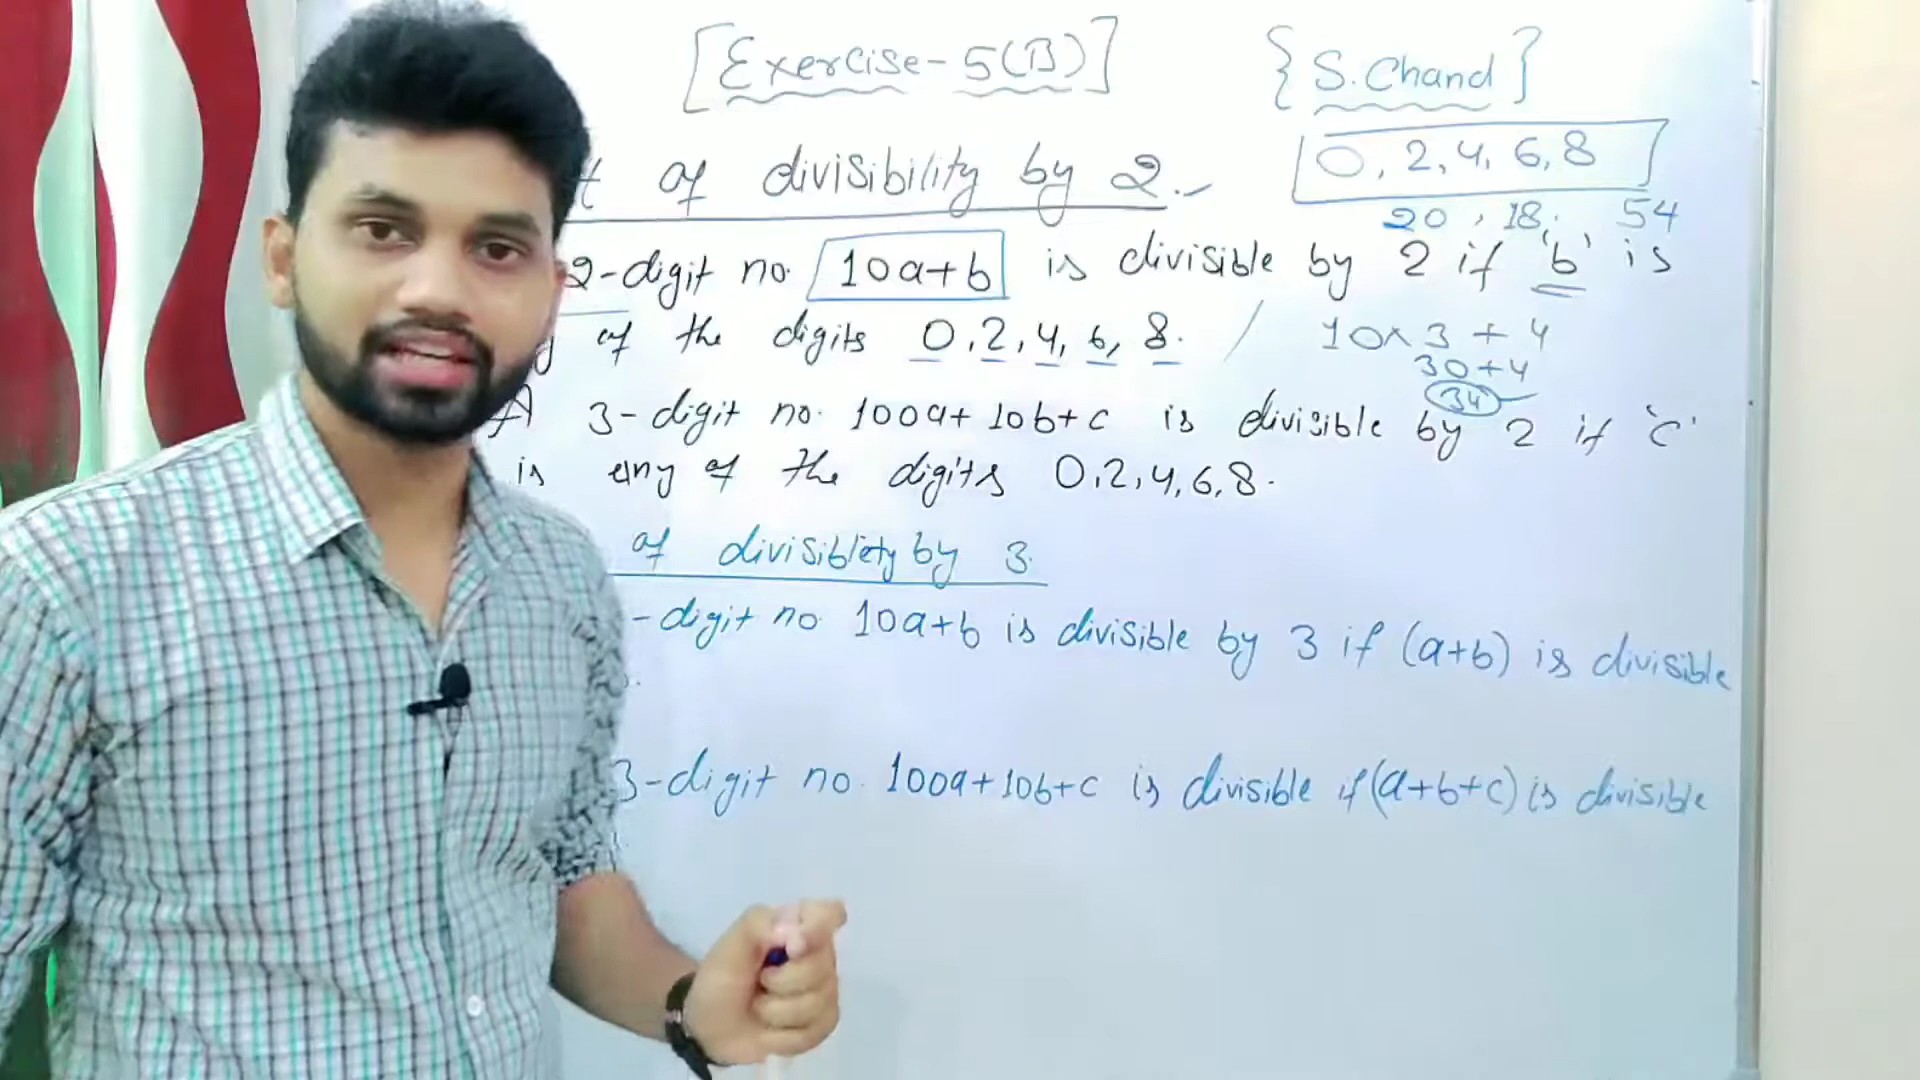 [Exercise-5(B)] {S.Chand}
of divisibility by 2.
0, 2, 4, 6, 8
20, 18, 54
2-digit no. 10a+b is divisible by 2 if 'b' is
of the digits 0, 2, 4, 6, 8.
10x3+4
30+4
34
A 3-digit no. 100a+10b+c is divisible by 2 if 'c'
is any of the digits 0,2,4,6,8.
of divisiblety by 3.
-digit no 10a+b is divisible by 3 if (a+b) is divisible
3-digit no. 100a+10b+c is divisible if (a+b+c) is divisible